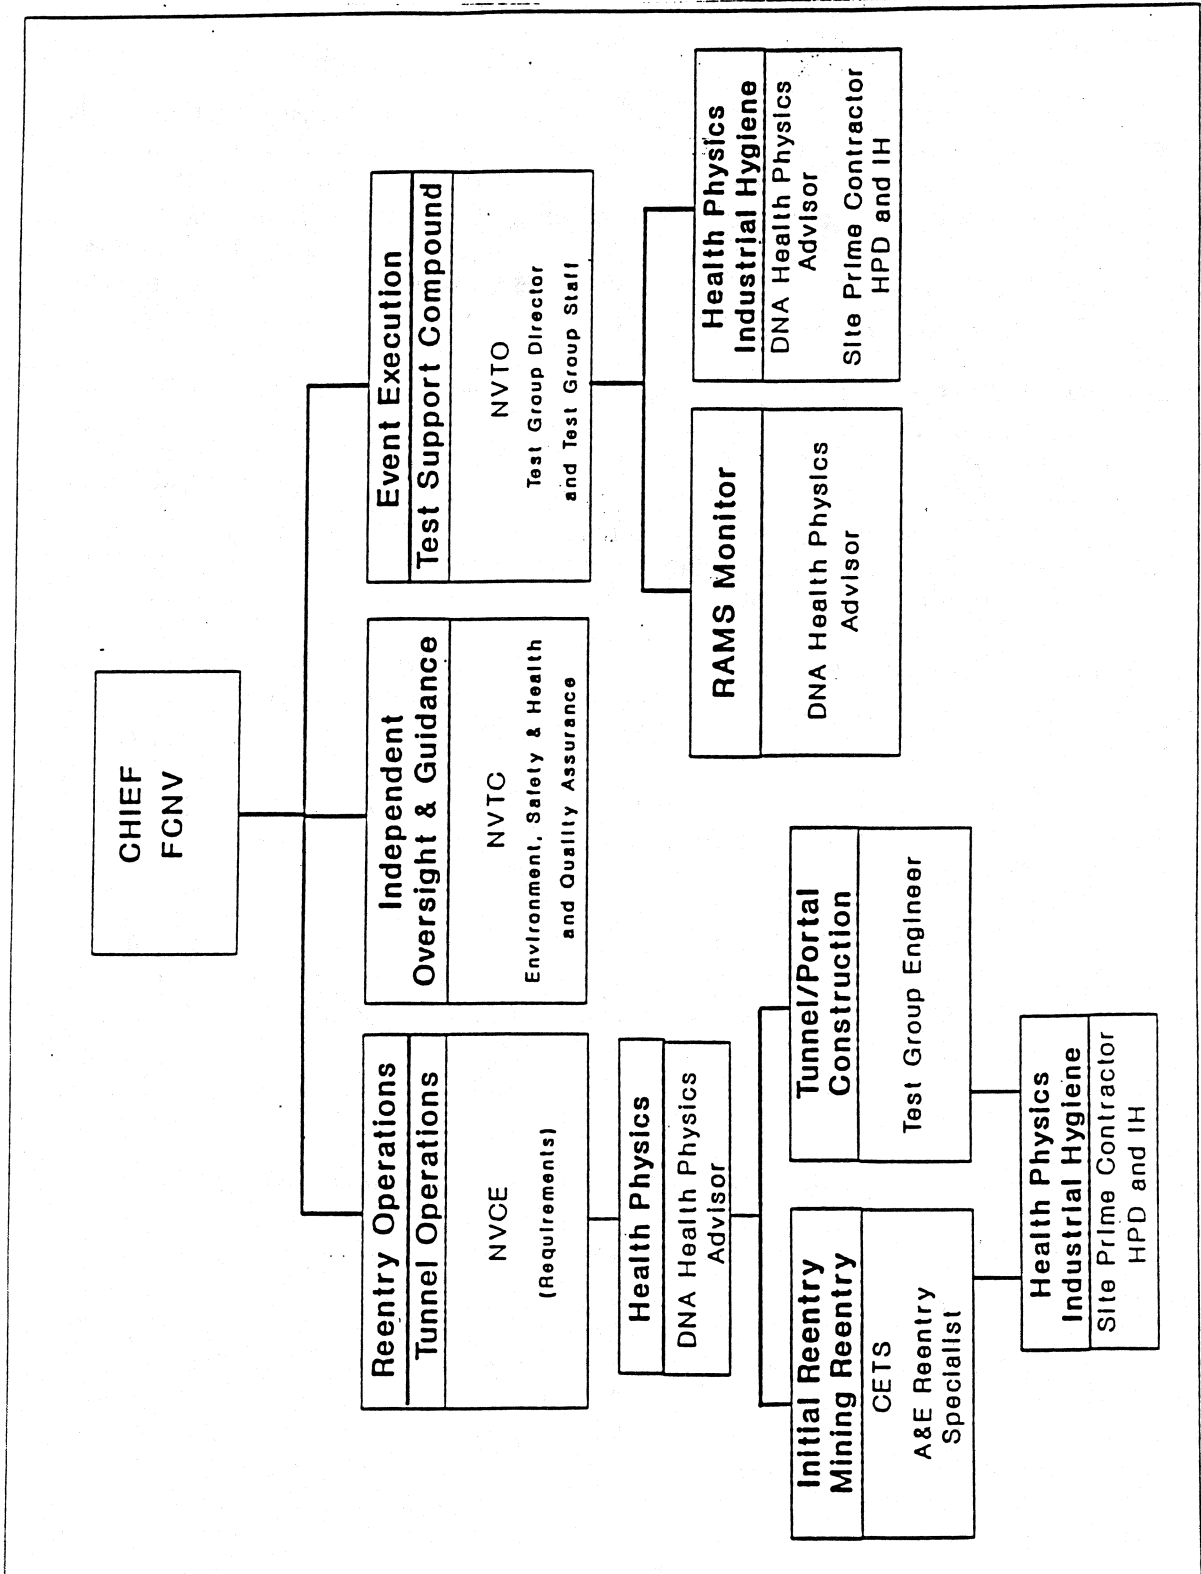 CHIEF
FCNV
Reentry Operations
Tunnel Operations
NVCE
(Requirements)
Independent
Oversight & Guidance
NVTC
Environment, Safety & Health
and Quality Assurance
Event Execution
Test Support Compound
NVTO
Test Group Director
and Test Group Staff
Health Physics
DNA Health Physics
Advisor
Initial Reentry
Mining Reentry
CETS
A&E Reentry
Specialist
Tunnel/Portal
Construction
Test Group Engineer
Health Physics
Industrial Hygiene
Site Prime Contractor
HPD and IH
RAMS Monitor
DNA Health Physics
Advisor
Health Physics
Industrial Hygiene
DNA Health Physics
Advisor
Site Prime Contractor
HPD and IH